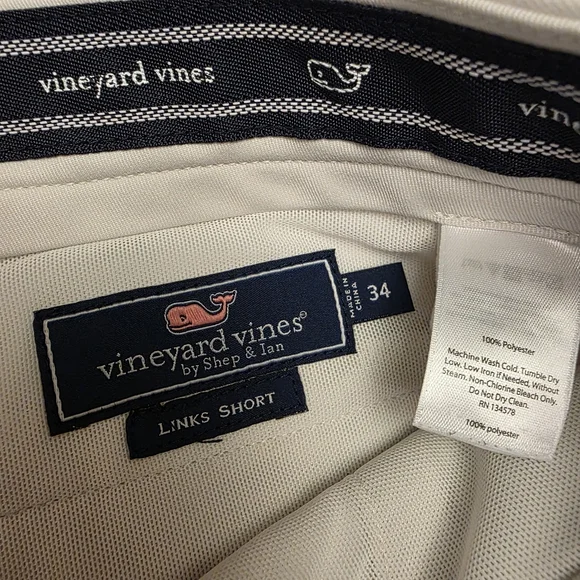 vineyard vines
vin
vineyard vines®
by Shep & Ian
MADE IN
CHINA
34
LINKS SHORT
100% Polyester
Machine Wash Cold. Tumble Dry
Low. Low Iron if Needed, Without
Steam. Non-Chlorine Bleach Only.
Do Not Dry Clean.
RN 134578
100% polyester